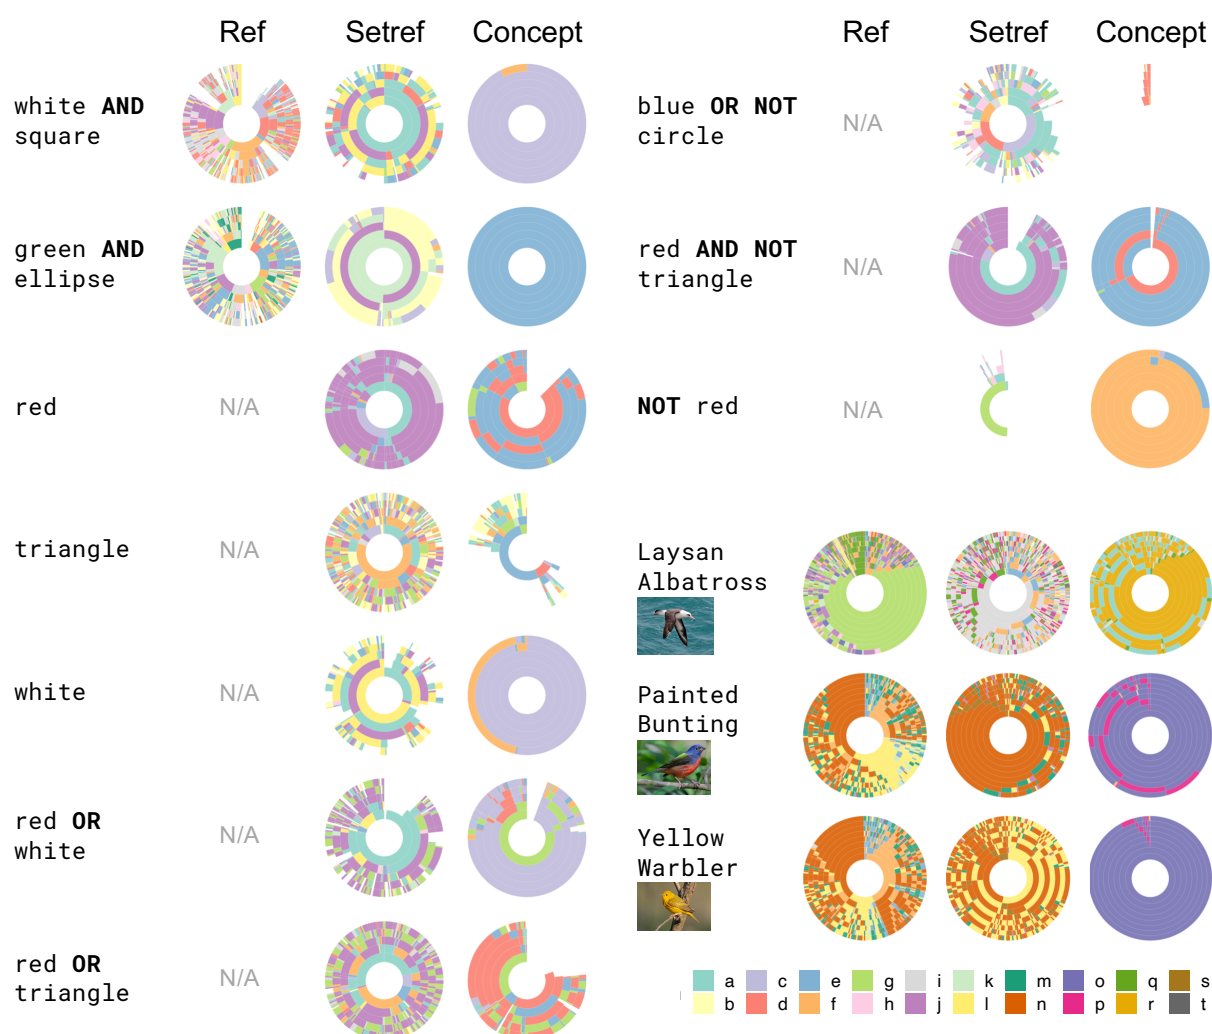 Ref Setref Concept
white AND
square
green AND
ellipse
red N/A
triangle N/A
white N/A
red OR
white
N/A
red OR
triangle
N/A
Ref Setref Concept
blue OR NOT
circle
N/A
red AND NOT
triangle
N/A
NOT red N/A
Laysan
Albatross
Painted
Bunting
Yellow
Warbler
a c e g i k m o q s
b d f h j l n p r t